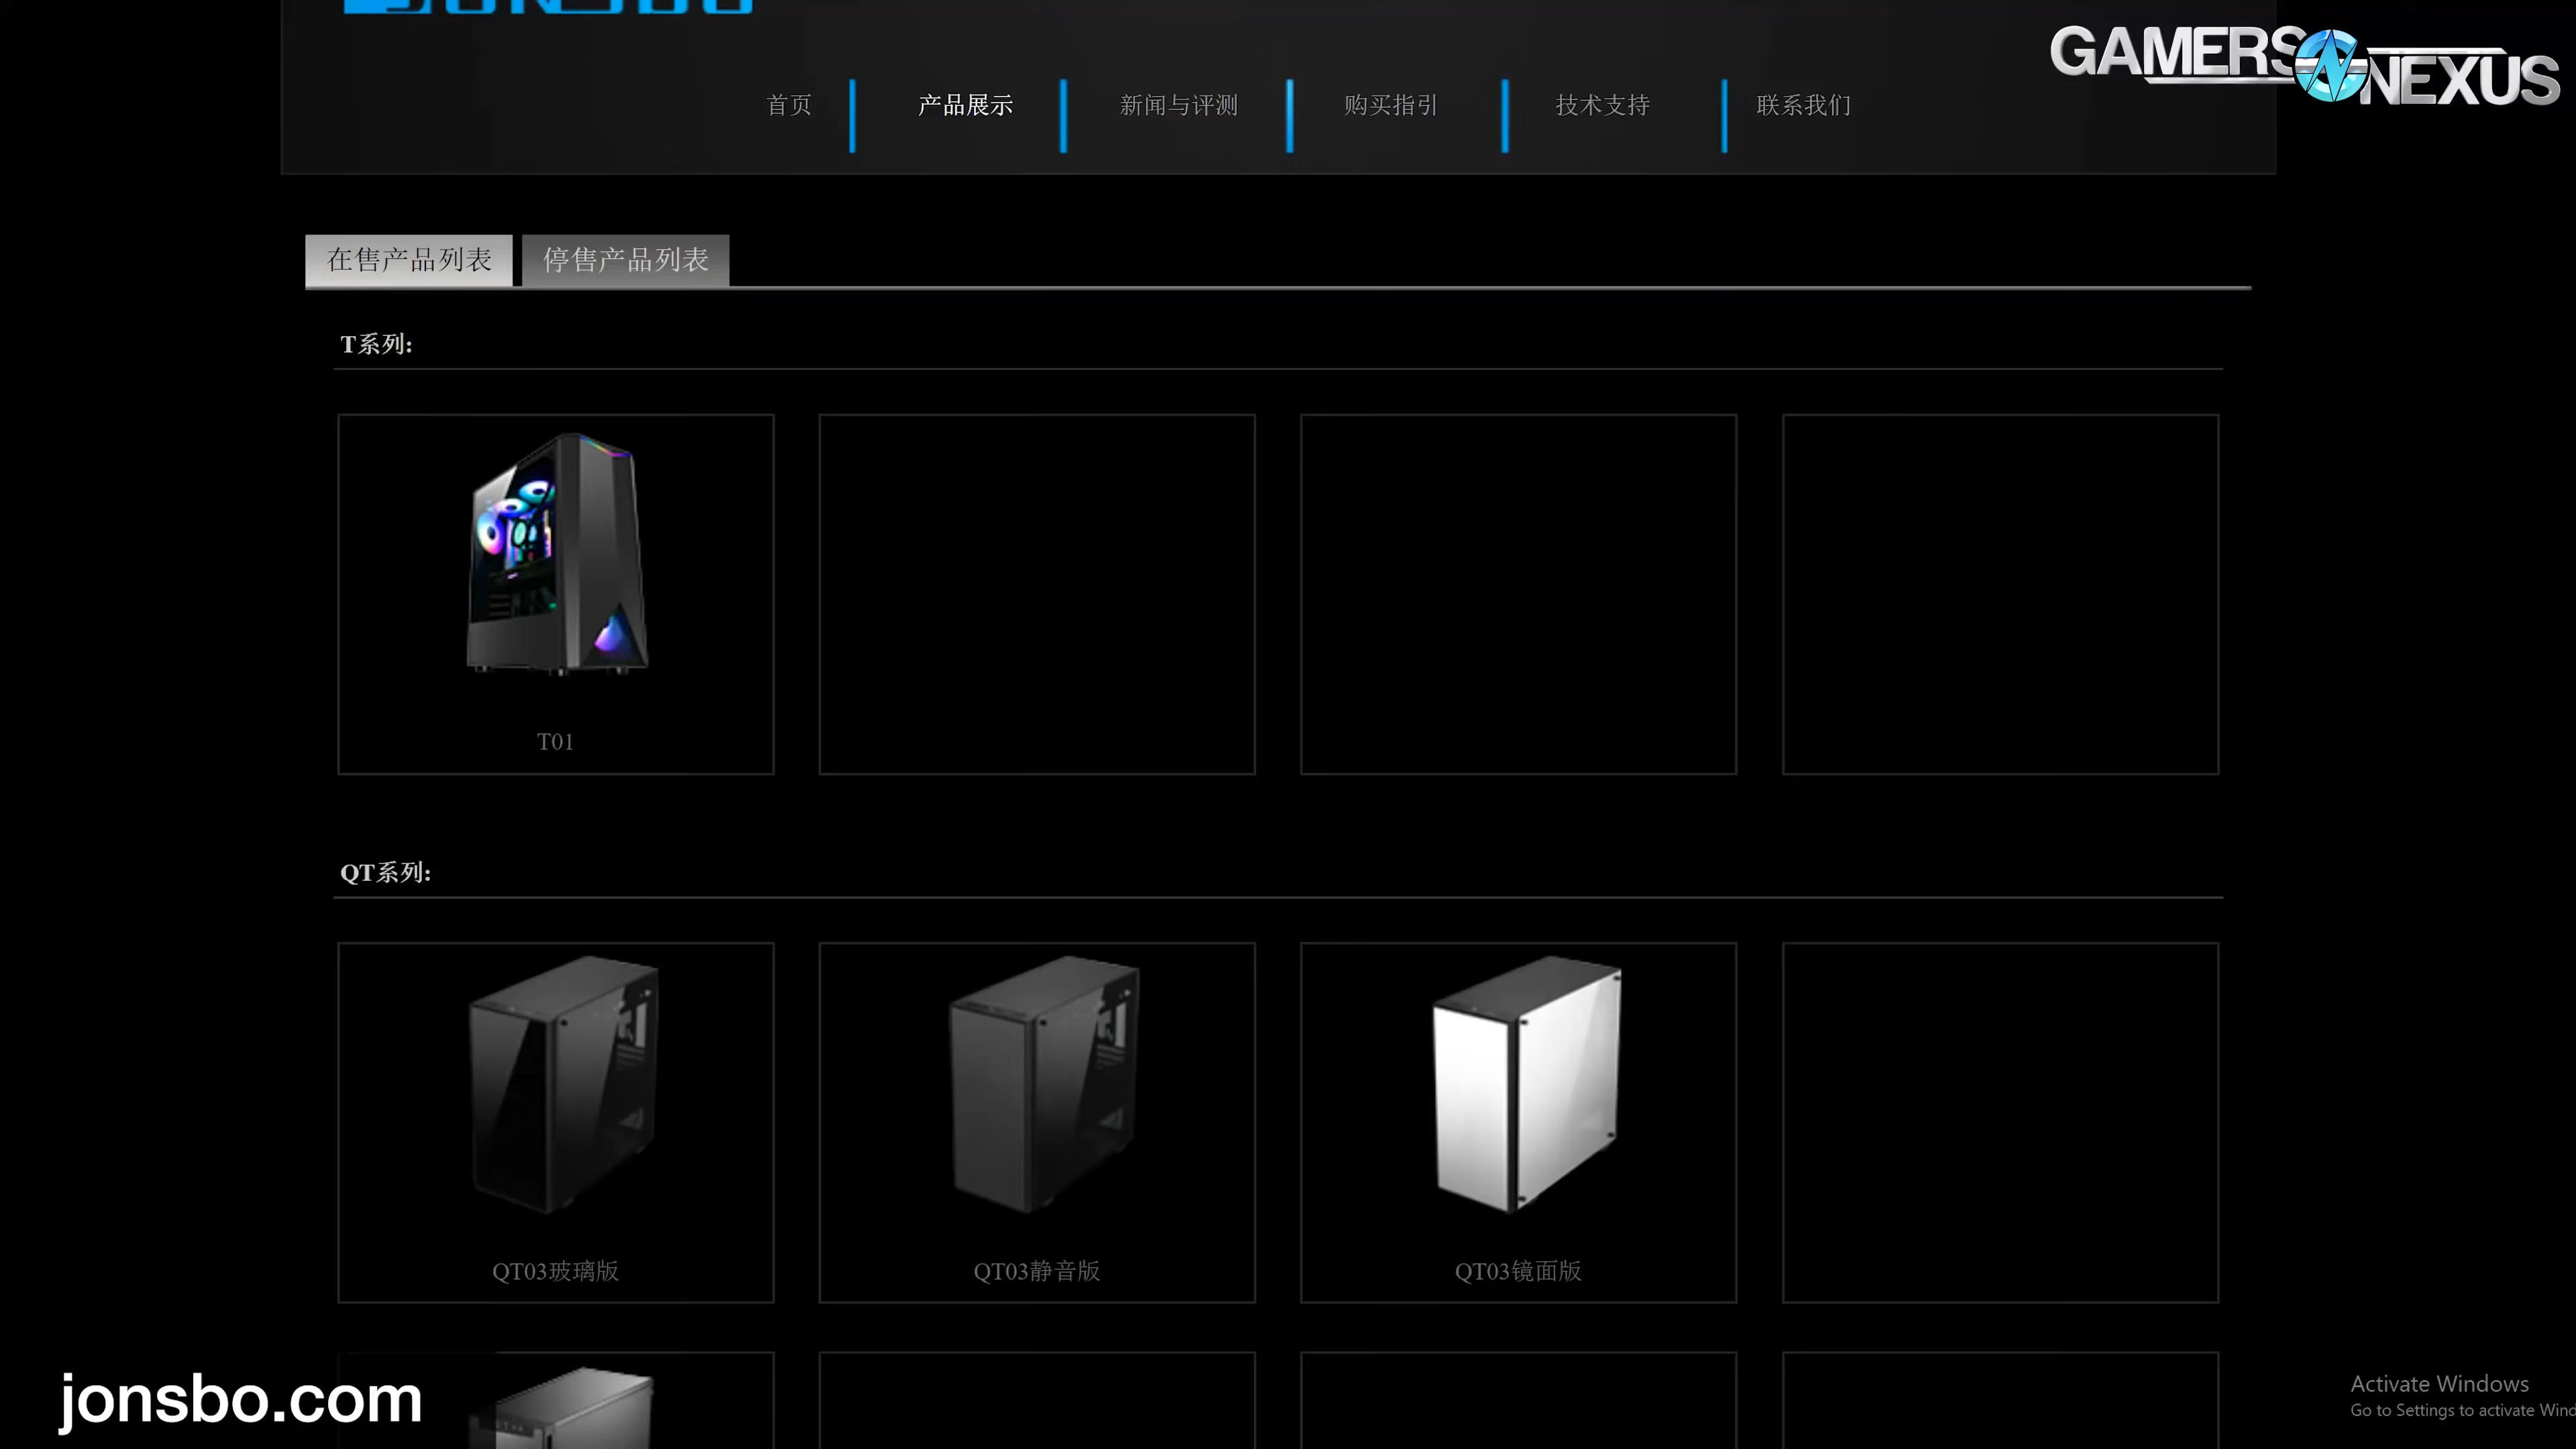 GAMERS NEXUS
首页 产品展示 新闻与评测 购买指引 技术支持 联系我们
在售产品列表 停售产品列表
T系列:
T01
QT系列:
QT03玻璃版 QT03静音版 QT03镜面版
jonsbo.com
Activate Windows
Go to Settings to activate Wind